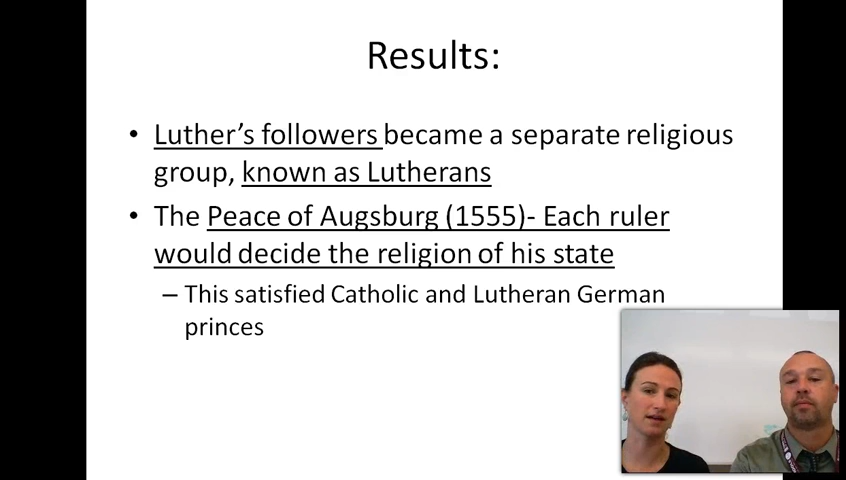 Results:
• Luther’s followers became a separate religious
group, known as Lutherans
• The Peace of Augsburg (1555)- Each ruler
would decide the religion of his state
– This satisfied Catholic and Lutheran German
princes